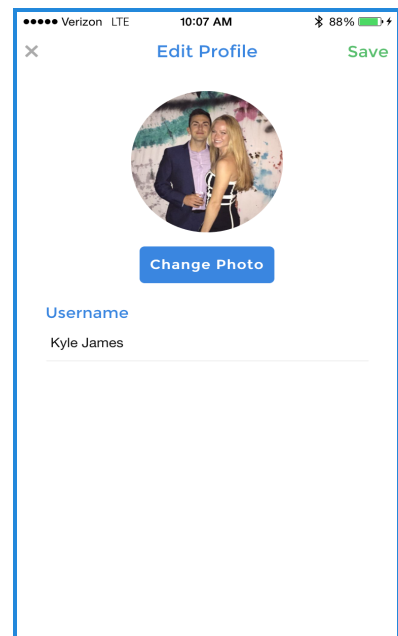 Verizon LTE 10:07 AM 88%
× Edit Profile Save
Change Photo
Username
Kyle James